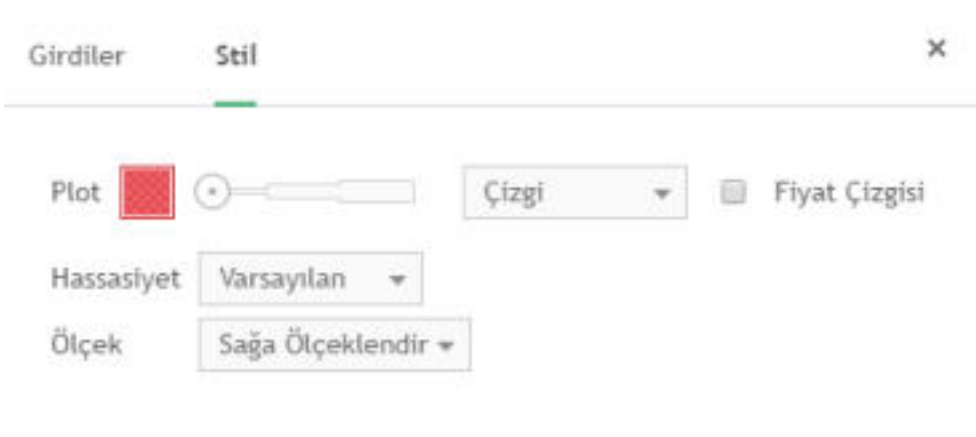 Girdiler Stil ×
Plot Çizgi Fiyat Çizgisi
Hassasiyet Varsayılan
Ölçek Sağa Ölçeklendir